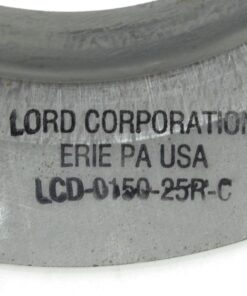 LORD CORPORATION
ERIE PA USA
LCD-0150-25R-C